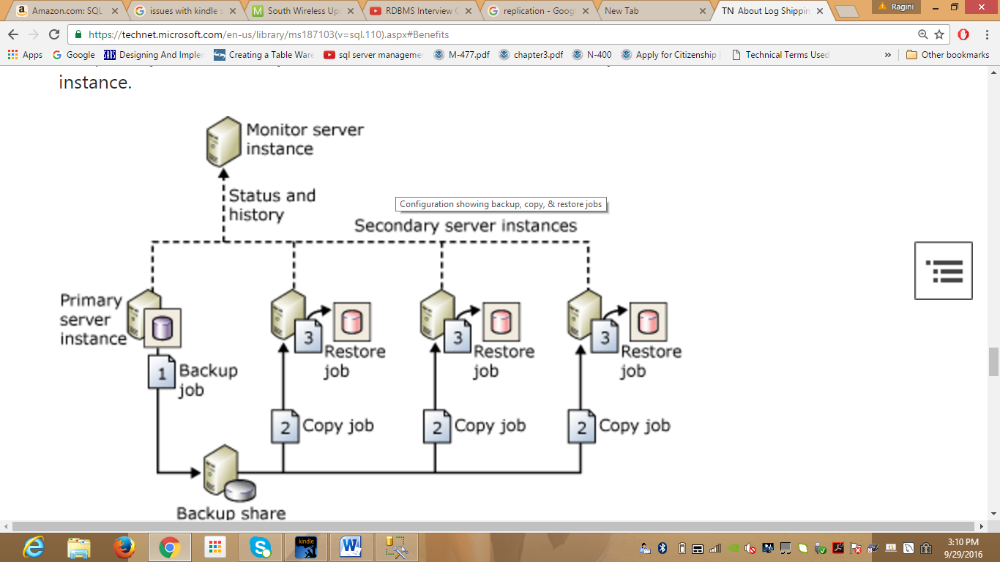 Amazon.com: SQL
issues with kindle s
South Wireless Up
RDBMS Interview
replication - Goog
New Tab
TN About Log Shippin
Ragini
https://technet.microsoft.com/en-us/library/ms187103(v=sql.110).aspx#Benefits
Apps
Google
Designing And Imple
Creating a Table War
sql server manageme
M-477.pdf
chapter3.pdf
N-400
Apply for Citizenship
Technical Terms Used
»
Other bookmarks
instance.
Monitor server
instance
Status and
history
Configuration showing backup, copy, & restore jobs
Secondary server instances
Primary
server
instance
3
Restore
job
3
Restore
job
3
Restore
job
1
Backup
job
2
Copy job
2
Copy job
2
Copy job
Backup share
kindle
3:10 PM
9/29/2016